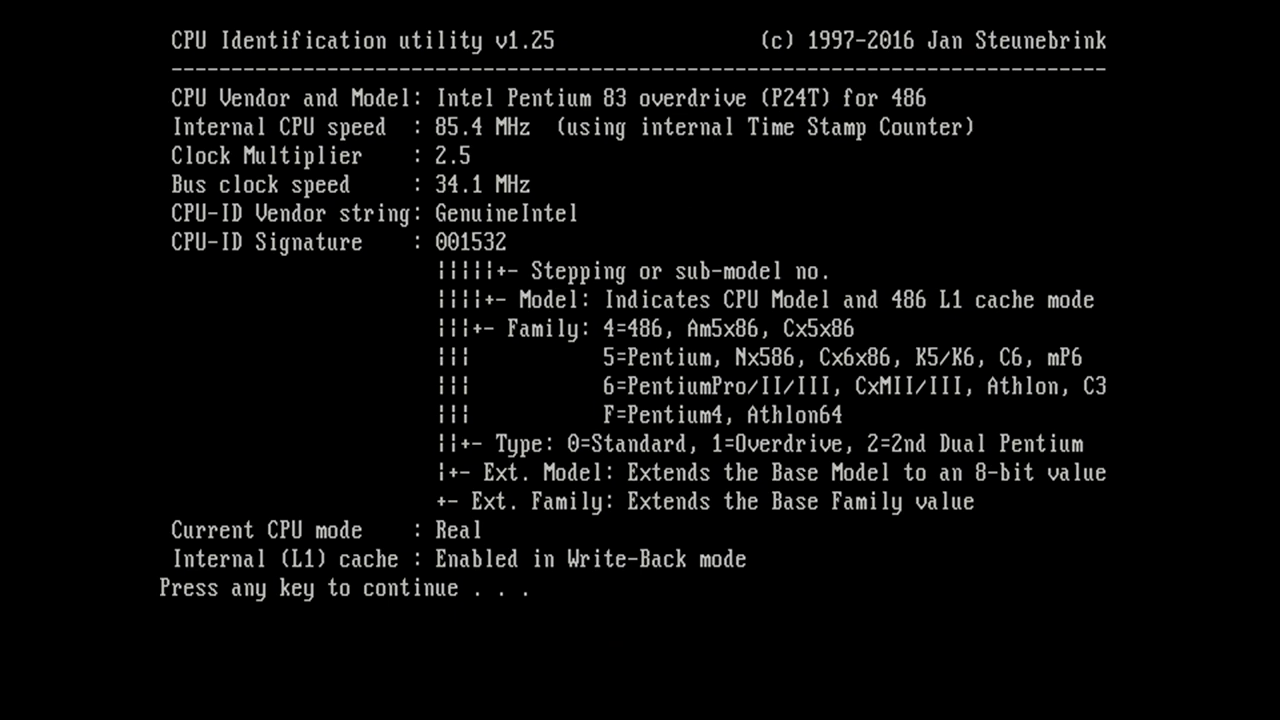 CPU Identification utility v1.25 (c) 1997-2016 Jan Steunebrink
------------------------------------------------------------------------------
CPU Vendor and Model: Intel Pentium 83 overdrive (P24T) for 486
Internal CPU speed : 85.4 MHz (using internal Time Stamp Counter)
Clock Multiplier : 2.5
Bus clock speed : 34.1 MHz
CPU-ID Vendor string: GenuineIntel
CPU-ID Signature : 001532
¦¦¦¦¦+- Stepping or sub-model no.
¦¦¦¦+- Model: Indicates CPU Model and 486 L1 cache mode
¦¦¦+- Family: 4=486, Am5x86, Cx5x86
¦¦¦ 5=Pentium, Nx586, Cx6x86, K5/K6, C6, mP6
¦¦¦ 6=PentiumPro/II/III, CxMII/III, Athlon, C3
¦¦¦ F=Pentium4, Athlon64
¦¦+- Type: 0=Standard, 1=Overdrive, 2=2nd Dual Pentium
¦+- Ext. Model: Extends the Base Model to an 8-bit value
+- Ext. Family: Extends the Base Family value
Current CPU mode : Real
Internal (L1) cache : Enabled in Write-Back mode
Press any key to continue . . .